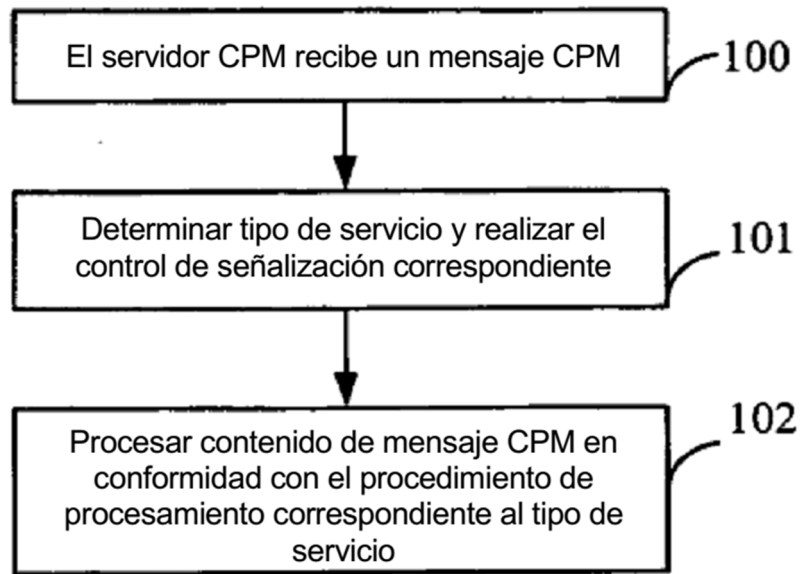 El servidor CPM recibe un mensaje CPM
100
Determinar tipo de servicio y realizar el
control de señalización correspondiente
101
Procesar contenido de mensaje CPM en
conformidad con el procedimiento de
procesamiento correspondiente al tipo de
servicio
102